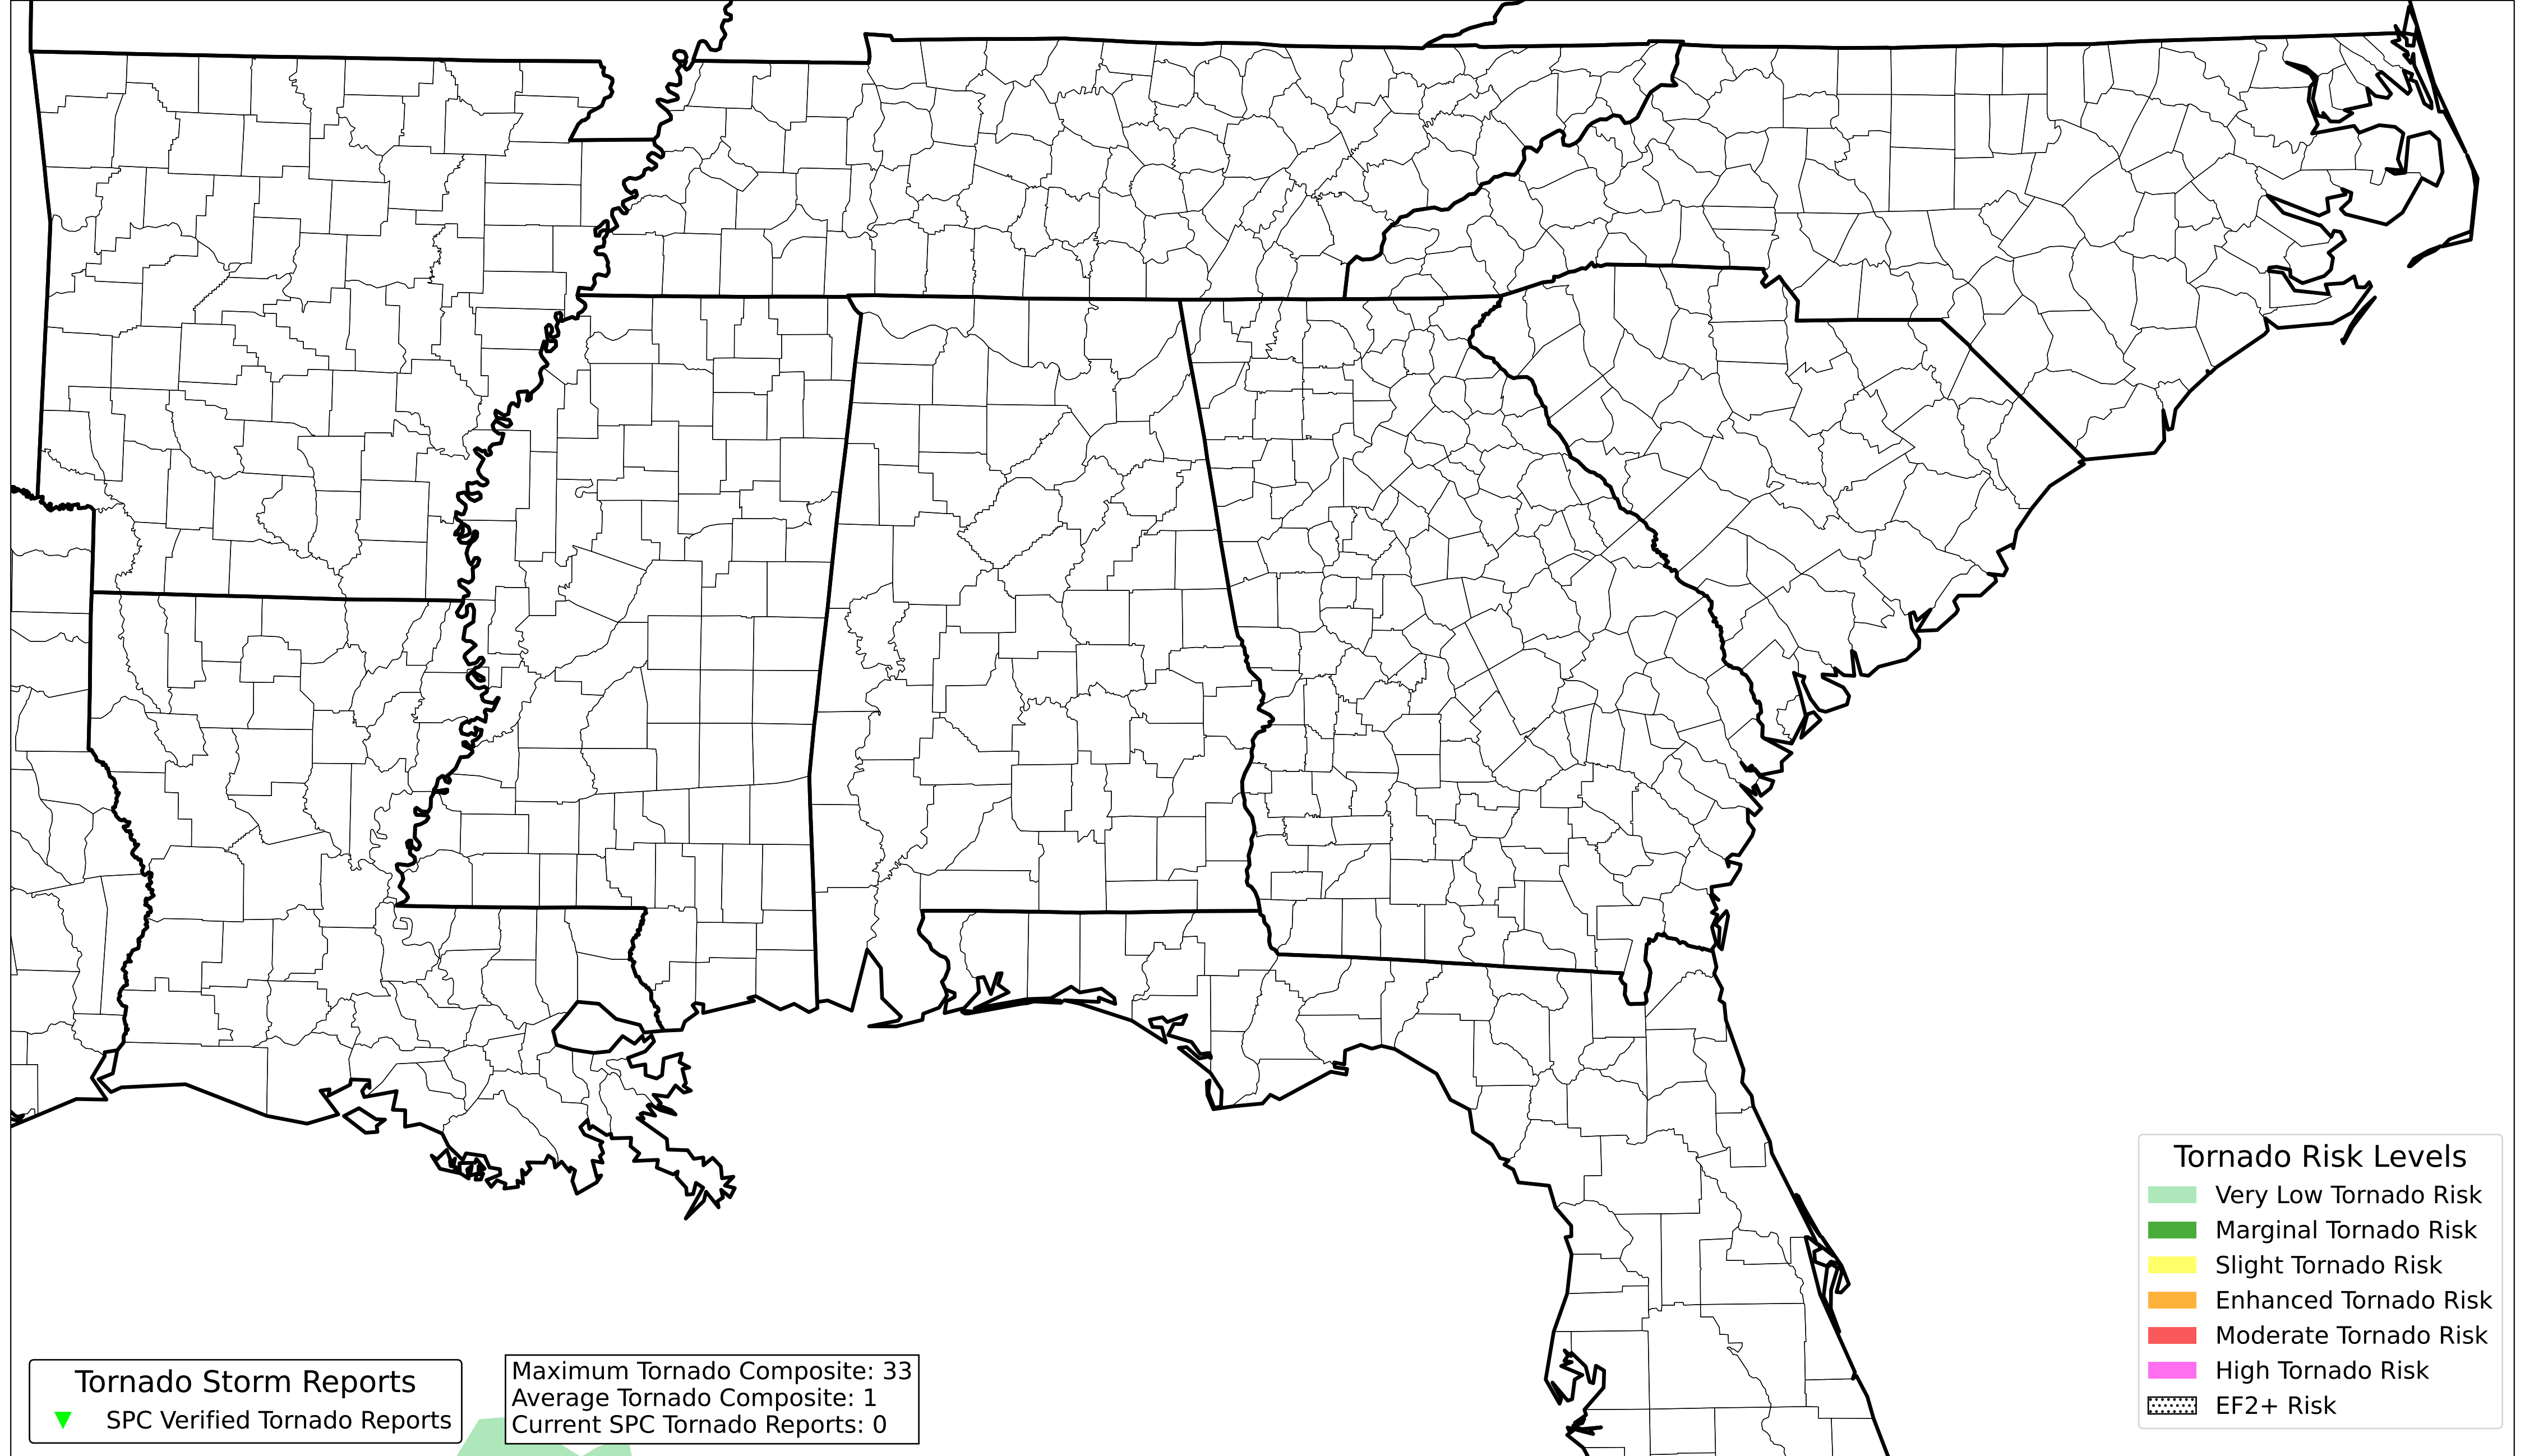 Tornado Risk Levels
Very Low Tornado Risk
Marginal Tornado Risk
Slight Tornado Risk
Enhanced Tornado Risk
Moderate Tornado Risk
High Tornado Risk
EF2+ Risk
Tornado Storm Reports
SPC Verified Tornado Reports
Maximum Tornado Composite: 33
Average Tornado Composite: 1
Current SPC Tornado Reports: 0